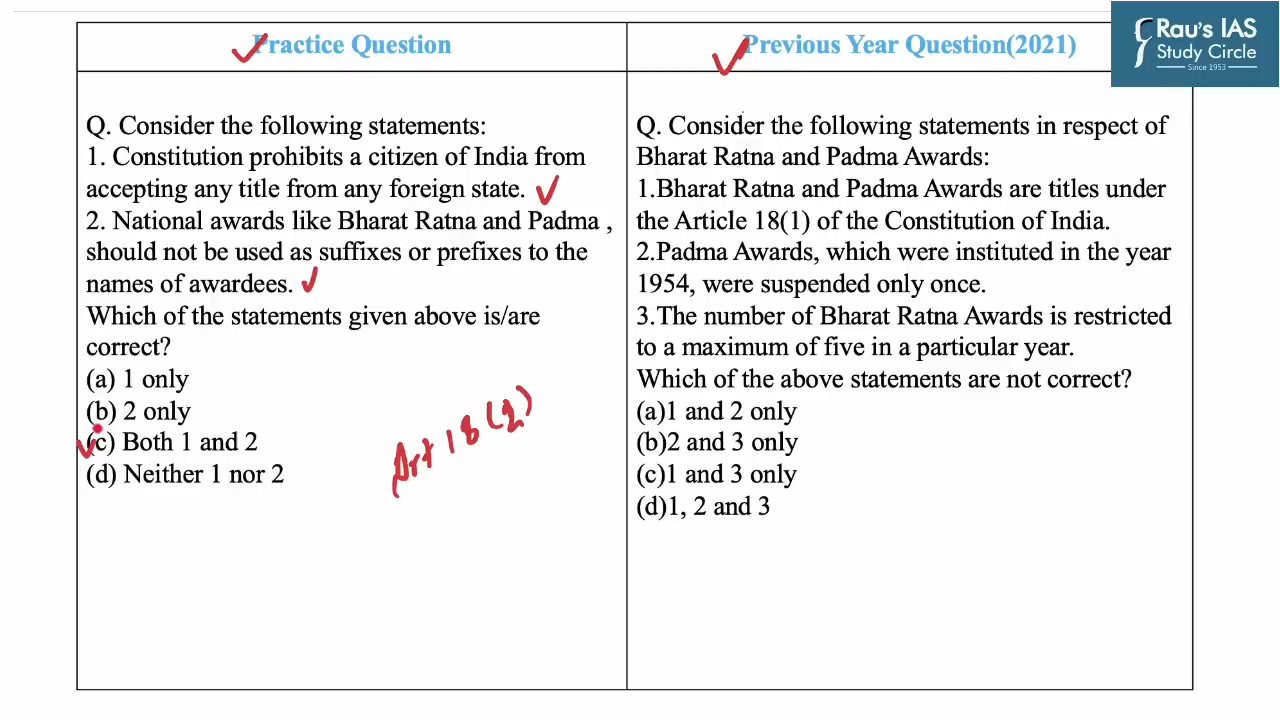 Rau's IAS
Study Circle
Since 1953
Practice Question
Q. Consider the following statements:
1. Constitution prohibits a citizen of India from
accepting any title from any foreign state.
2. National awards like Bharat Ratna and Padma ,
should not be used as suffixes or prefixes to the
names of awardees.
Which of the statements given above is/are
correct?
(a) 1 only
(b) 2 only
(c) Both 1 and 2
(d) Neither 1 nor 2
Art 18 (2)
Previous Year Question(2021)
Q. Consider the following statements in respect of
Bharat Ratna and Padma Awards:
1.Bharat Ratna and Padma Awards are titles under
the Article 18(1) of the Constitution of India.
2.Padma Awards, which were instituted in the year
1954, were suspended only once.
3.The number of Bharat Ratna Awards is restricted
to a maximum of five in a particular year.
Which of the above statements are not correct?
(a)1 and 2 only
(b)2 and 3 only
(c)1 and 3 only
(d)1, 2 and 3